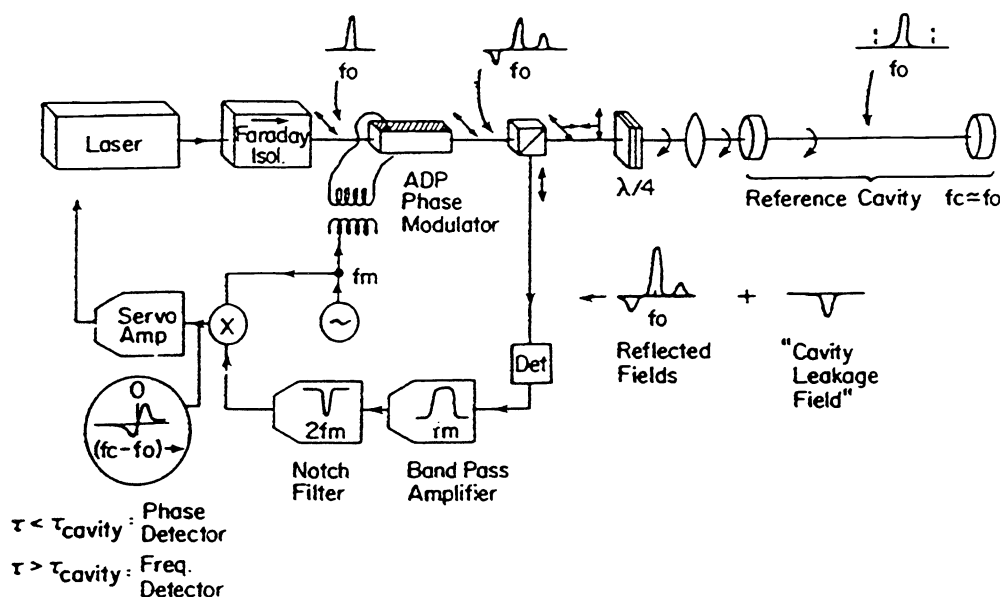 fo
fo
fo
Laser
Faraday
Isol.
ADP
Phase
Modulator
λ/4
Reference Cavity fc≃fo
fm
Servo
Amp
X
~
fo
+
Reflected
Fields
"Cavity
Leakage
Field"
Det
O
(fc-fo)→
2fm
fm
Notch
Filter
Band Pass
Amplifier
τ < τcavity : Phase
Detector
τ > τcavity : Freq.
Detector